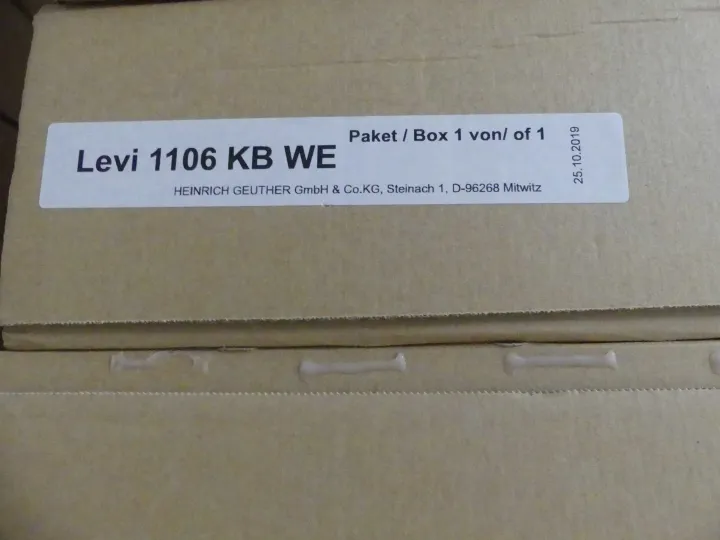 Paket / Box 1 von/ of 1
Levi 1106 KB WE
HEINRICH GEUTHER GmbH & Co.KG, Steinach 1, D-96268 Mitwitz
25.10.2019